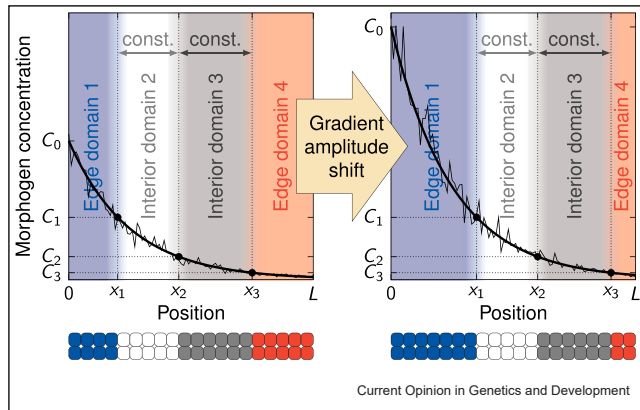 Morphogen concentration
C₀
C₁
C₂
C₃
const.
const.
Edge domain 1
Interior domain 2
Interior domain 3
Edge domain 4
0
x₁
x₂
x₃
L
Position
Gradient
amplitude
shift
C₀
C₁
C₂
C₃
const.
const.
Edge domain 1
Interior domain 2
Interior domain 3
Edge domain 4
0
x₁
x₂
x₃
L
Position
Current Opinion in Genetics and Development